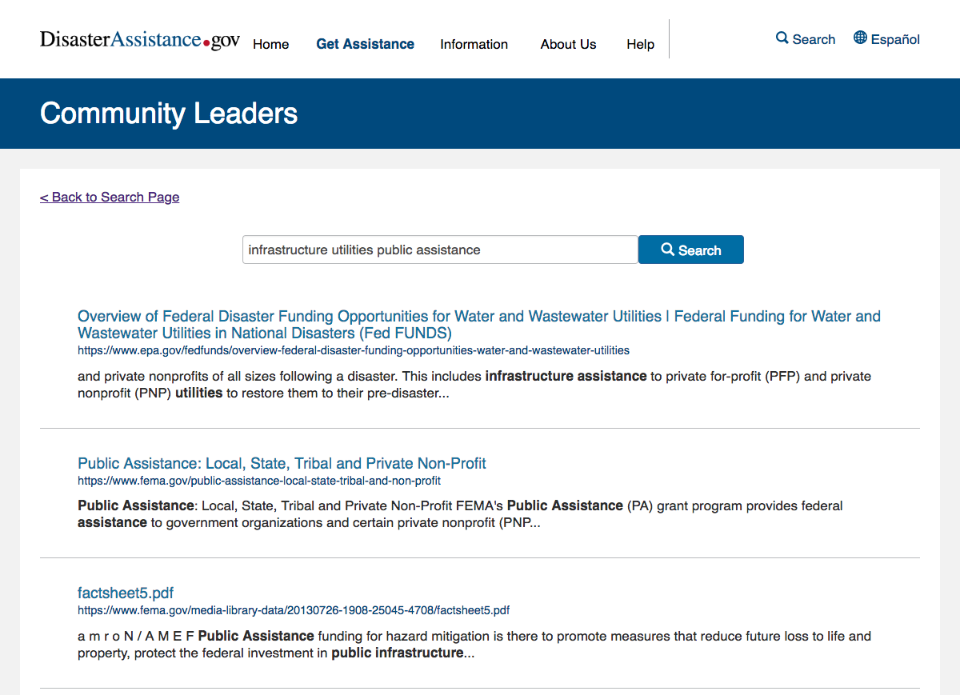 DisasterAssistance.gov Home Get Assistance Information About Us Help Search Español
Community Leaders
< Back to Search Page
infrastructure utilities public assistance Search
Overview of Federal Disaster Funding Opportunities for Water and Wastewater Utilities | Federal Funding for Water and
Wastewater Utilities in National Disasters (Fed FUNDS)
https://www.epa.gov/fedfunds/overview-federal-disaster-funding-opportunities-water-and-wastewater-utilities
and private nonprofits of all sizes following a disaster. This includes infrastructure assistance to private for-profit (PFP) and private
nonprofit (PNP) utilities to restore them to their pre-disaster...
Public Assistance: Local, State, Tribal and Private Non-Profit
https://www.fema.gov/public-assistance-local-state-tribal-and-non-profit
Public Assistance: Local, State, Tribal and Private Non-Profit FEMA's Public Assistance (PA) grant program provides federal
assistance to government organizations and certain private nonprofit (PNP...
factsheet5.pdf
https://www.fema.gov/media-library-data/20130726-1908-25045-4708/factsheet5.pdf
a m r o N / A M E F Public Assistance funding for hazard mitigation is there to promote measures that reduce future loss to life and
property, protect the federal investment in public infrastructure...